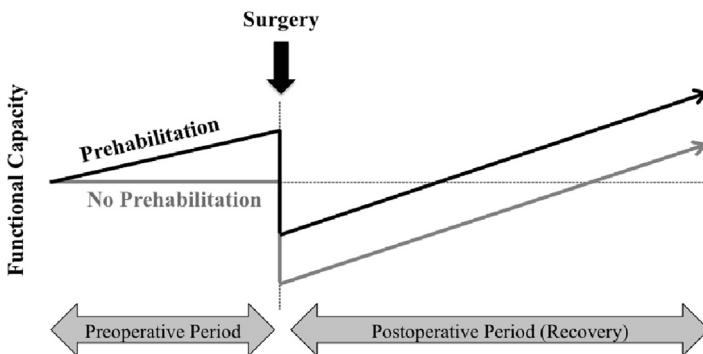 Surgery
Functional Capacity
Prehabilitation
No Prehabilitation
Preoperative Period
Postoperative Period (Recovery)